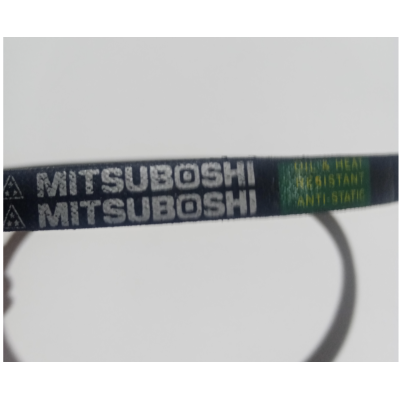 MITSUBOSHI
MITSUBOSHI
OIL & HEAT
RESISTANT
ANTI-STATIC